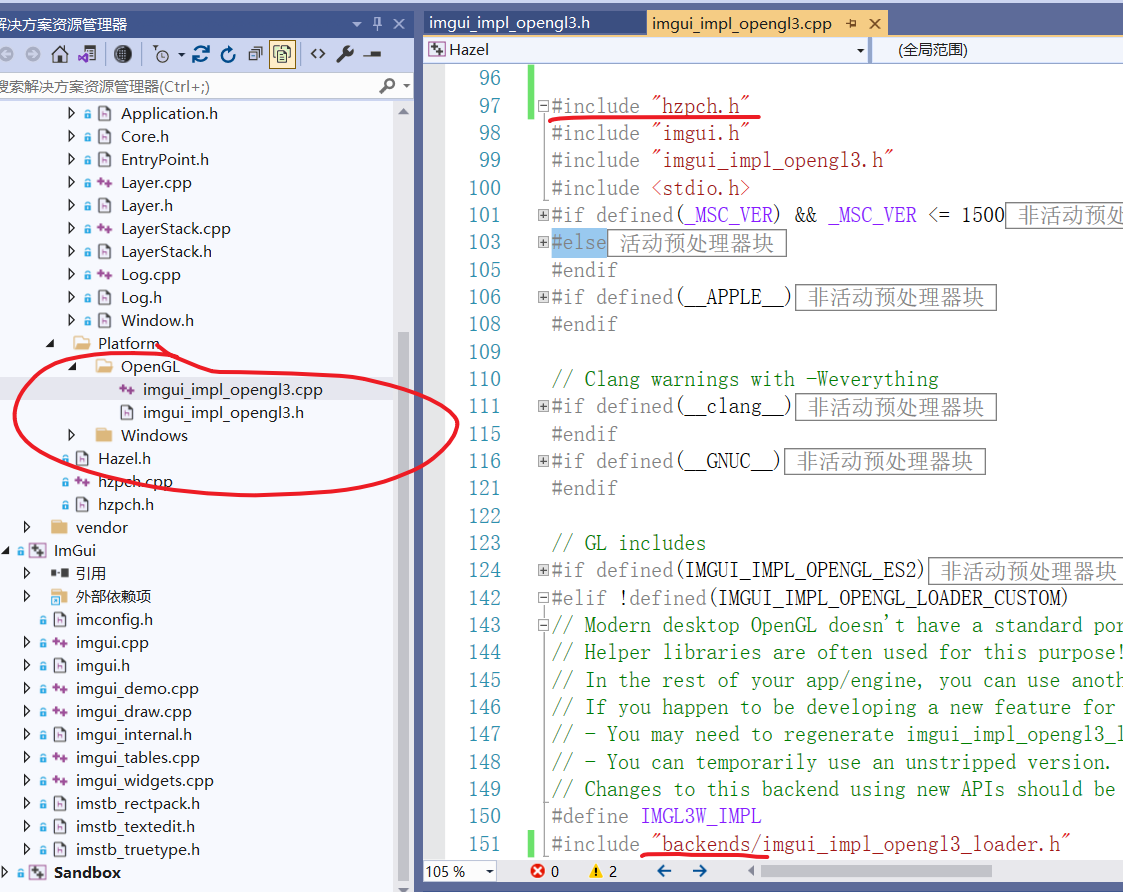 解决方案资源管理器
搜索解决方案资源管理器(Ctrl+;)
Application.h
Core.h
EntryPoint.h
Layer.cpp
Layer.h
LayerStack.cpp
LayerStack.h
Log.cpp
Log.h
Window.h
Platform
OpenGL
imgui_impl_opengl3.cpp
imgui_impl_opengl3.h
Windows
Hazel.h
hzpch.cpp
hzpch.h
vendor
ImGui
引用
外部依赖项
imconfig.h
imgui.cpp
imgui.h
imgui_demo.cpp
imgui_draw.cpp
imgui_internal.h
imgui_tables.cpp
imgui_widgets.cpp
imstb_rectpack.h
imstb_textedit.h
imstb_truetype.h
Sandbox
imgui_impl_opengl3.h imgui_impl_opengl3.cpp
Hazel (全局范围)
96
97 #include "hzpch.h"
98 #include "imgui.h"
99 #include "imgui_impl_opengl3.h"
100 #include <stdio.h>
101 #if defined(_MSC_VER) && _MSC_VER <= 1500 非活动预处
103 #else 活动预处理器块
105 #endif
106 #if defined(__APPLE__) 非活动预处理器块
108 #endif
109
110 // Clang warnings with -Weverything
111 #if defined(__clang__) 非活动预处理器块
115 #endif
116 #if defined(__GNUC__) 非活动预处理器块
121 #endif
122
123 // GL includes
124 #if defined(IMGUI_IMPL_OPENGL_ES2) 非活动预处理器块
142 #elif !defined(IMGUI_IMPL_OPENGL_LOADER_CUSTOM)
143 // Modern desktop OpenGL doesn't have a standard por
144 // Helper libraries are often used for this purpose!
145 // In the rest of your app/engine, you can use anoth
146 // If you happen to be developing a new feature for
147 // - You may need to regenerate imgui_impl_opengl3_l
148 // - You can temporarily use an unstripped version.
149 // Changes to this backend using new APIs should be
150 #define IMGL3W_IMPL
151 #include "backends/imgui_impl_opengl3_loader.h"
105 % 0 2